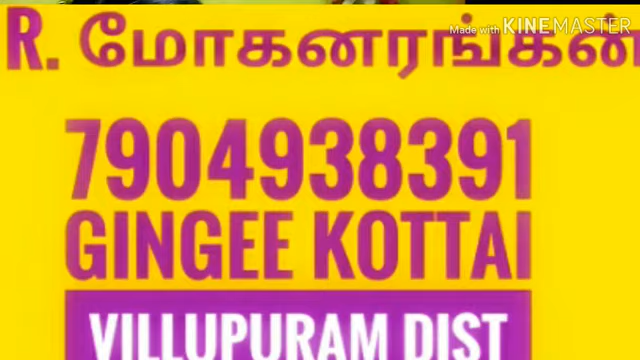 Made with KINEMASTER
R. மோகனரங்கன்
7904938391
GINGEE KOTTAI
VILLUPURAM DIST